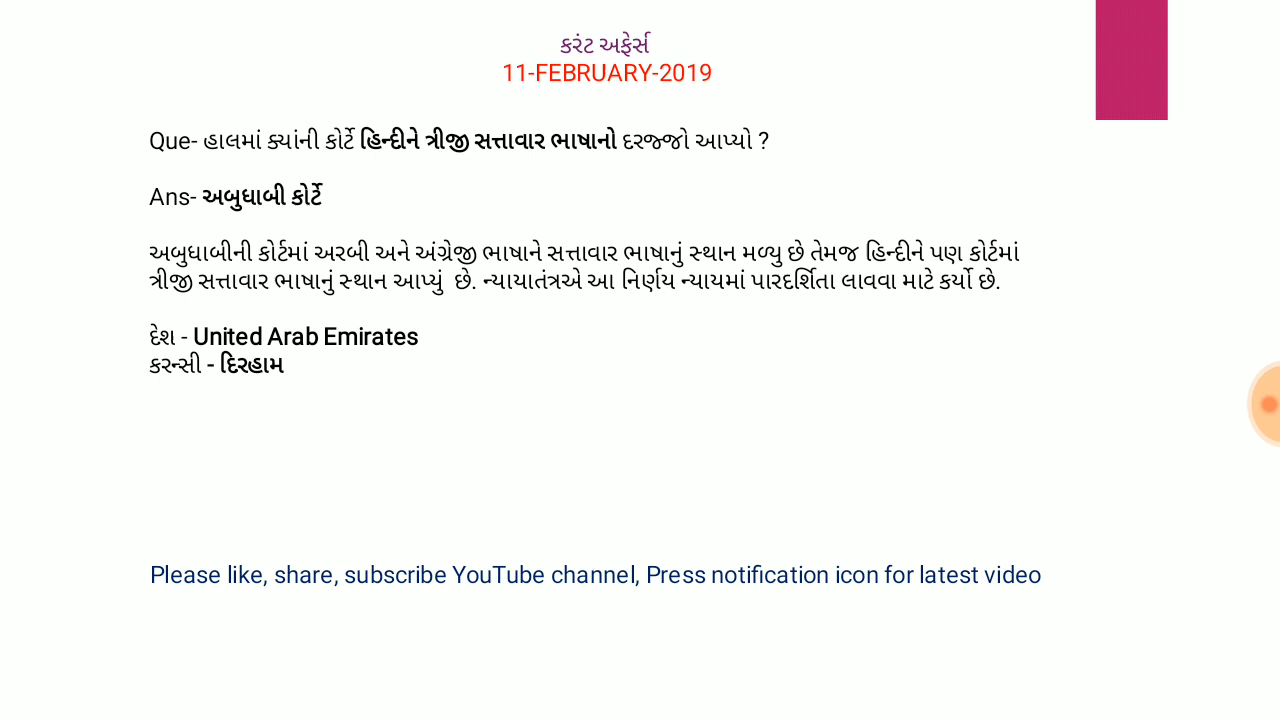 કરંટ અફેર્સ
11-FEBRUARY-2019
Que- હાલમાં ક્યાંની કોર્ટે હિન્દીને ત્રીજી સત્તાવાર ભાષાનો દરજ્જો આપ્યો ?
Ans- અબુધાબી કોર્ટે
અબુધાબીની કોર્ટમાં અરબી અને અંગ્રેજી ભાષાને સત્તાવાર ભાષાનું સ્થાન મળ્યુ છે તેમજ હિન્દીને પણ કોર્ટમાં
ત્રીજી સત્તાવાર ભાષાનું સ્થાન આપ્યું છે. ન્યાયાતંત્રએ આ નિર્ણય ન્યાયમાં પારદર્શિતા લાવવા માટે કર્યો છે.
દેશ - United Arab Emirates
કરન્સી - દિરહામ
Please like, share, subscribe YouTube channel, Press notification icon for latest video